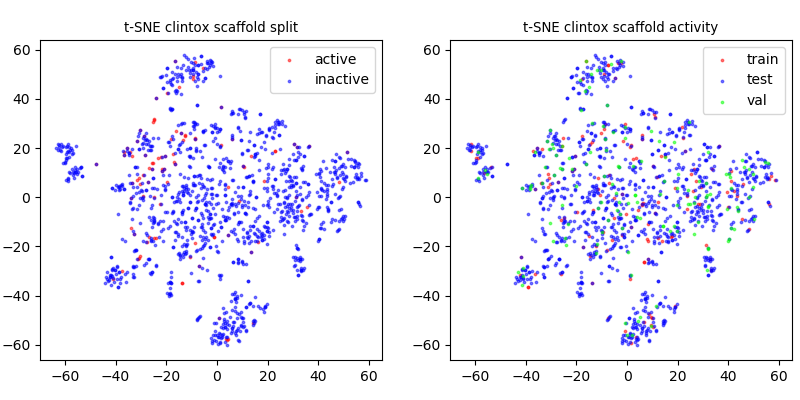 t-SNE clintox scaffold split
60
40
20
0
−20
−40
−60
−60 −40 −20 0 20 40 60
active
inactive
t-SNE clintox scaffold activity
60
40
20
0
−20
−40
−60
−60 −40 −20 0 20 40 60
train
test
val